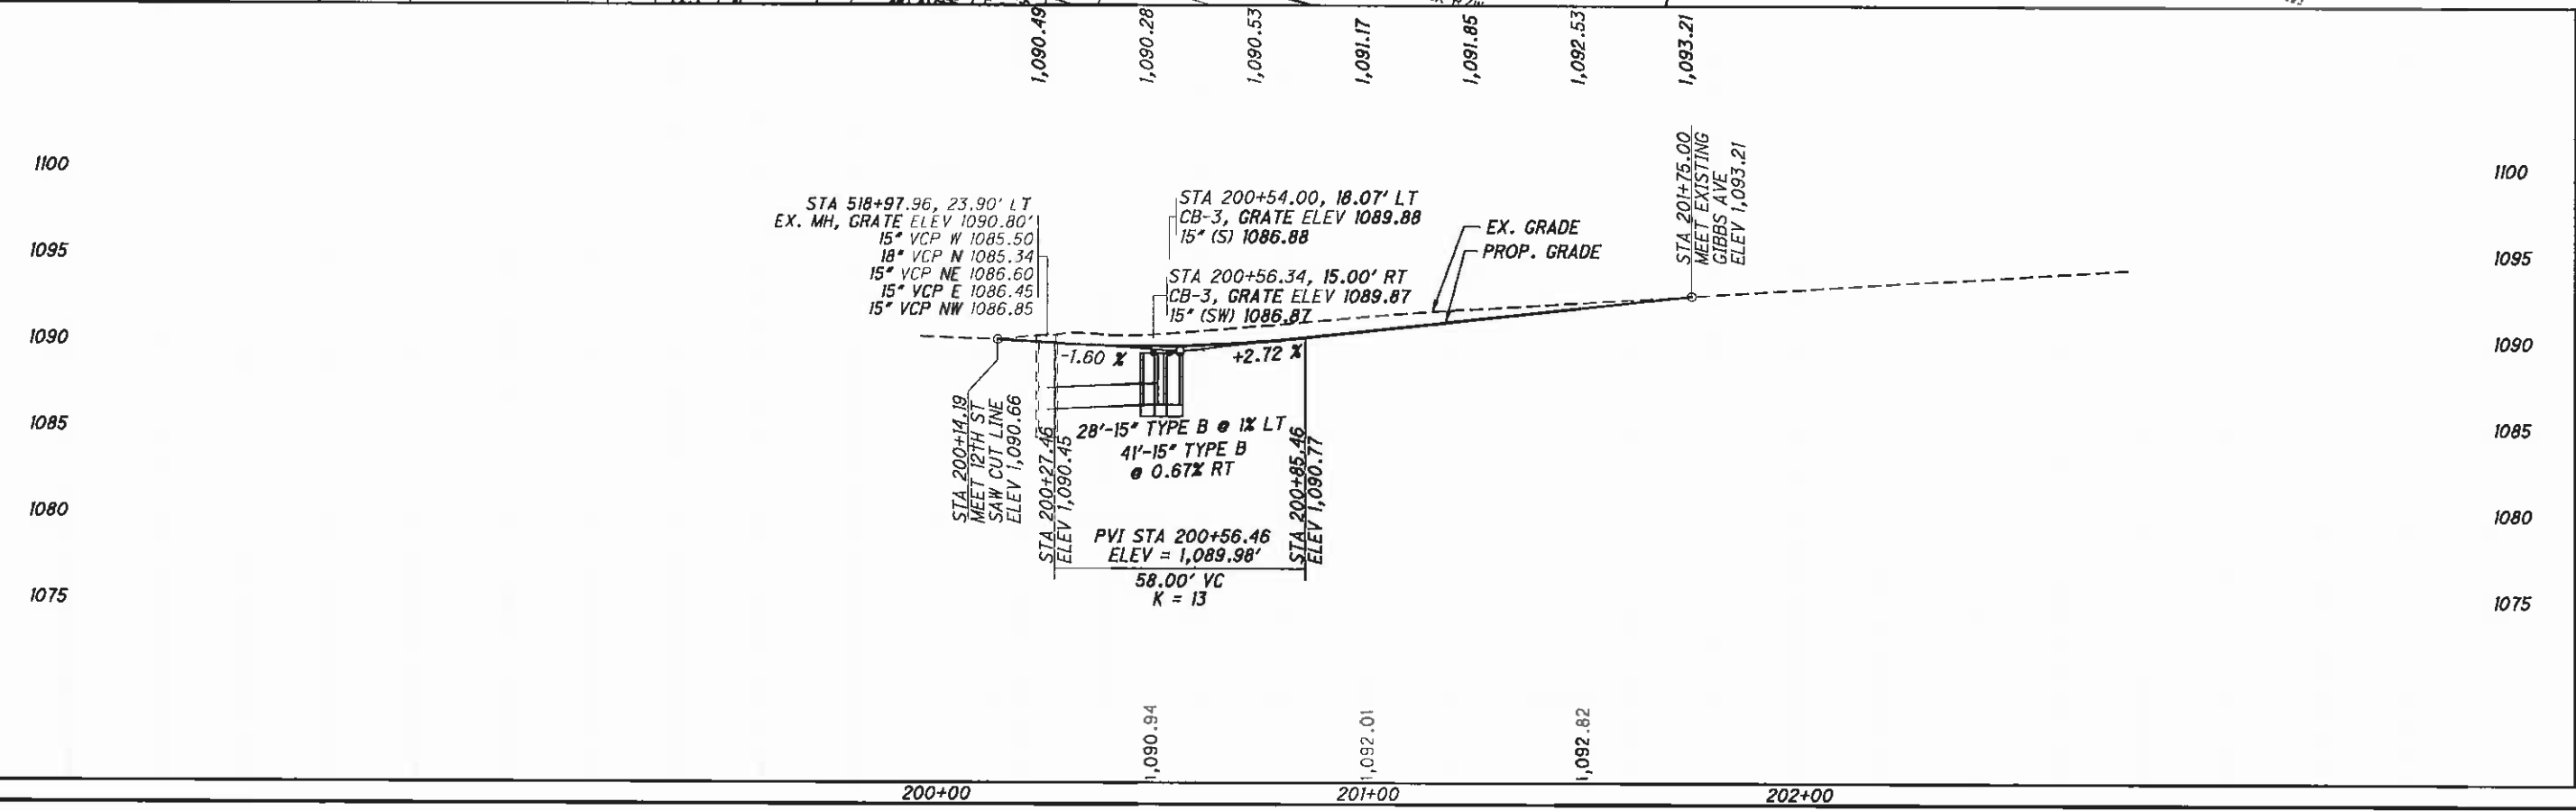 1,090.49
1,090.28
1,090.53
1,091.17
1,091.85
1,092.53
1,093.21
1100
1095
1090
1085
1080
1075
STA 518+97.96, 23.90' LT
EX. MH, GRATE ELEV 1090.80'
15" VCP W 1085.50
18" VCP N 1085.34
15" VCP NE 1086.60
15" VCP E 1086.45
15" VCP NW 1086.85
STA 200+54.00, 18.07' LT
CB-3, GRATE ELEV 1089.88
15" (S) 1086.88
STA 200+56.34, 15.00' RT
CB-3, GRATE ELEV 1089.87
15" (SW) 1086.87
EX. GRADE
PROP. GRADE
STA 201+75.00
MEET EXISTING
GIBBS AVE
ELEV 1,093.21
-1.60 %
+2.72 %
STA 200+14.19
MEET 12TH ST
SAW CUT LINE
ELEV 1,090.66
STA 200+27.46
ELEV 1,090.45
28'-15" TYPE B @ 1% LT
41'-15" TYPE B
@ 0.67% RT
STA 200+85.46
ELEV 1,090.77
PVI STA 200+56.46
ELEV = 1,089.98'
58.00' VC
K = 13
1100
1095
1090
1085
1080
1075
1,090.94
1,092.01
1,092.82
200+00
201+00
202+00